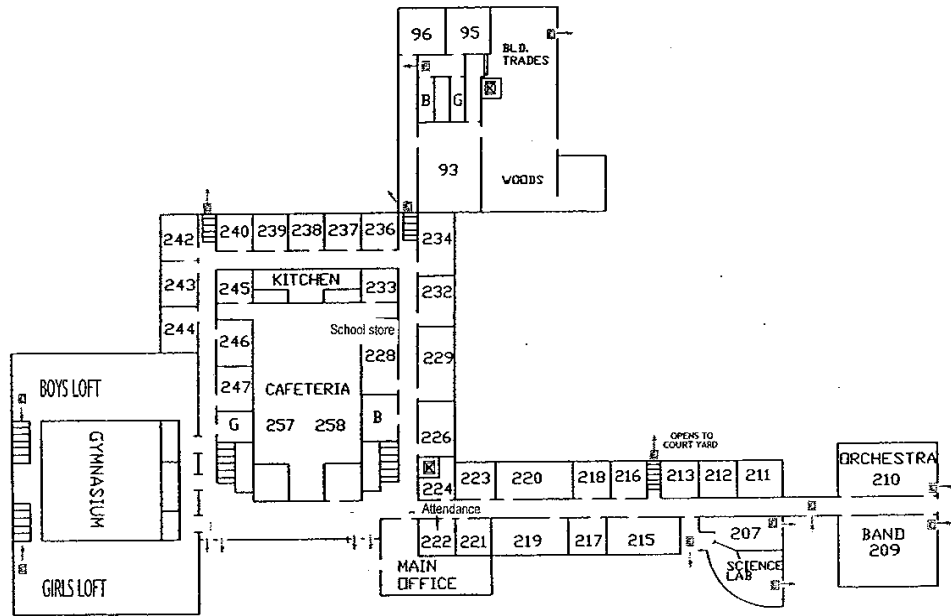 96 95
BLD.
TRADES
B G
93
WOODS
242 240 239 238 237 236 234
243 245 KITCHEN 233 232
244 246 School store
228 229
BOYS LOFT
247 CAFETERIA
G 257 258 B 226
GYMNASIUM
OPENS TO
COURT YARD
223 220 218 216 213 212 211
ORCHESTRA
210
224
Attendance
222 221 219 217 215 207
BAND
209
MAIN
OFFICE
SCIENCE
LAB
GIRLS LOFT